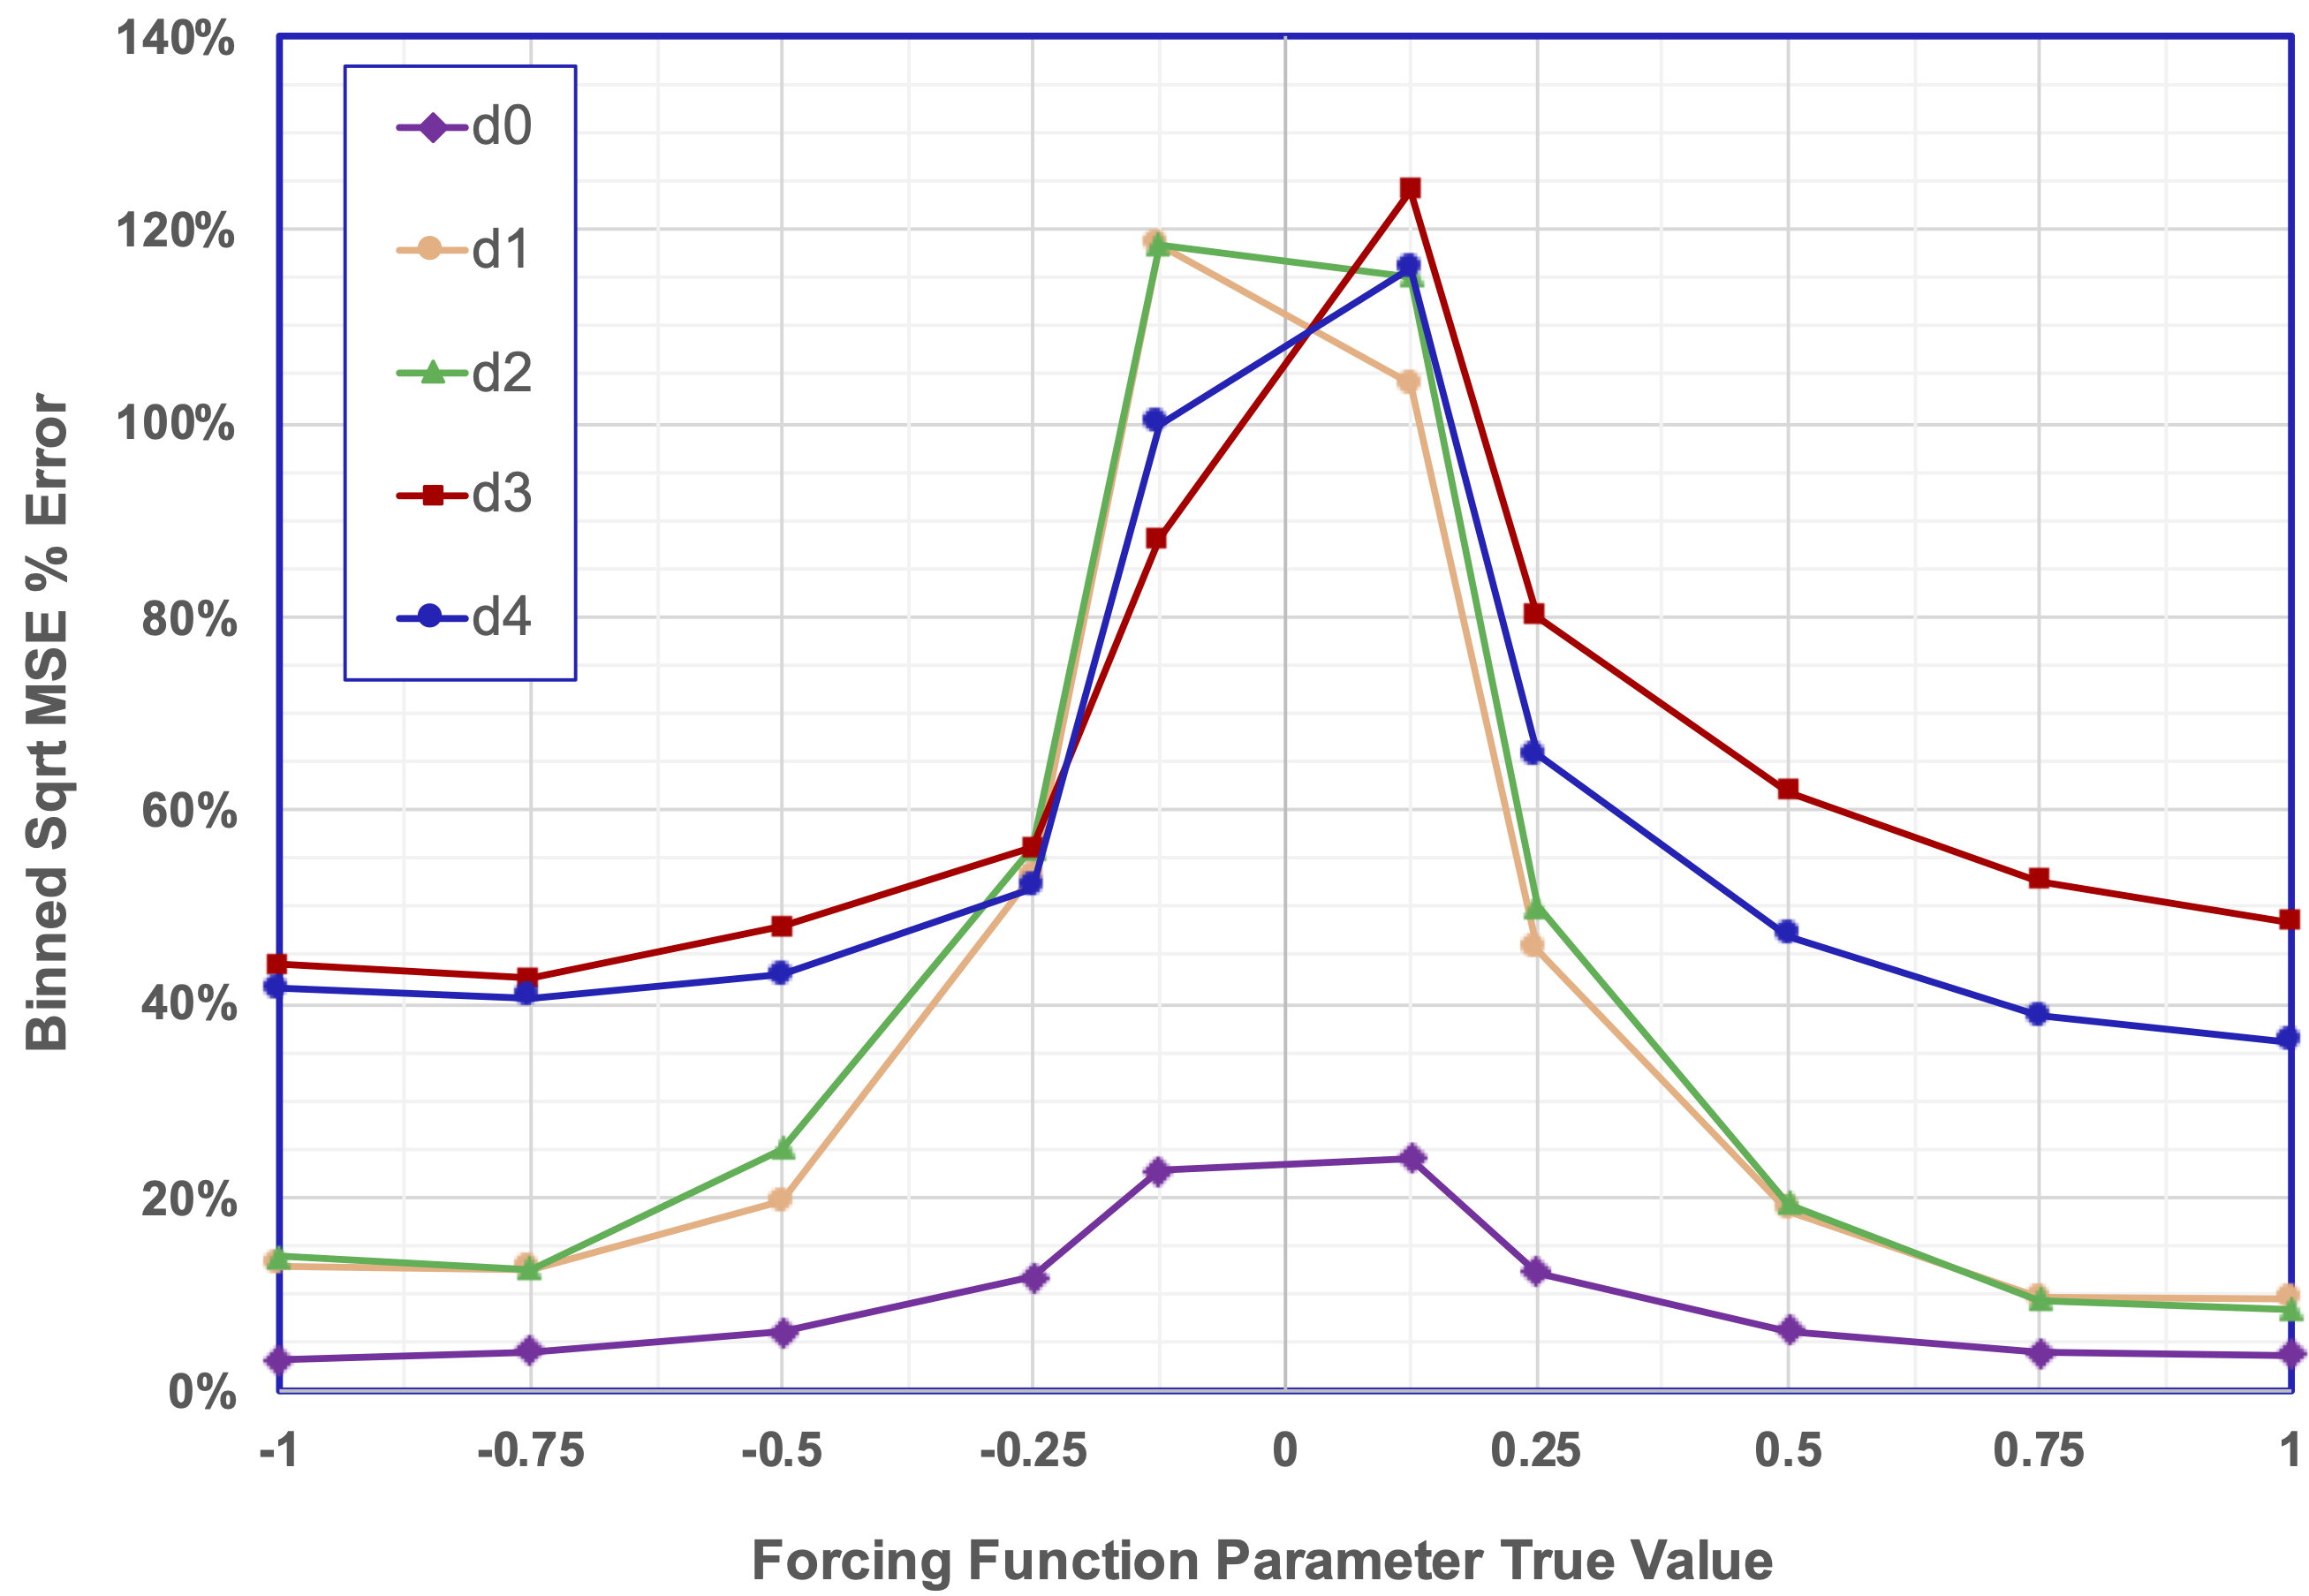 140%
120%
100%
80%
60%
40%
20%
0%
Binned Sqrt MSE % Error
d0
d1
d2
d3
d4
-1 -0.75 -0.5 -0.25 0 0.25 0.5 0.75 1
Forcing Function Parameter True Value